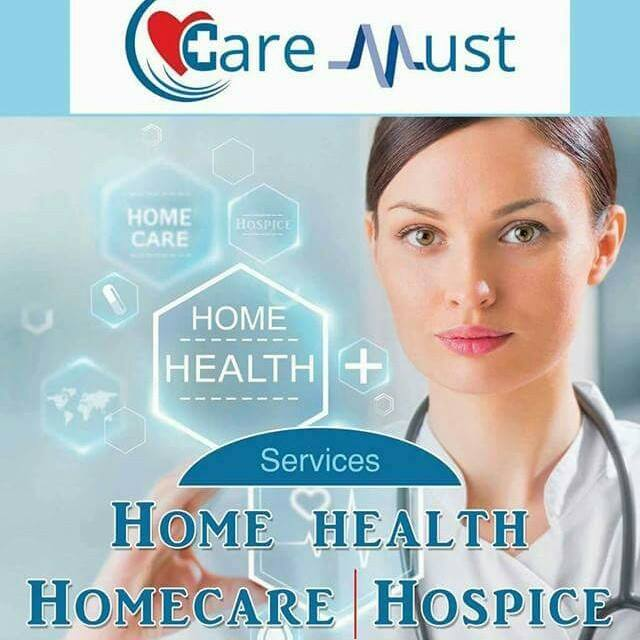 Care Must
HOME
CARE
HOSPICE
HOME
HEALTH
Services
HOME HEALTH
HOMECARE | HOSPICE